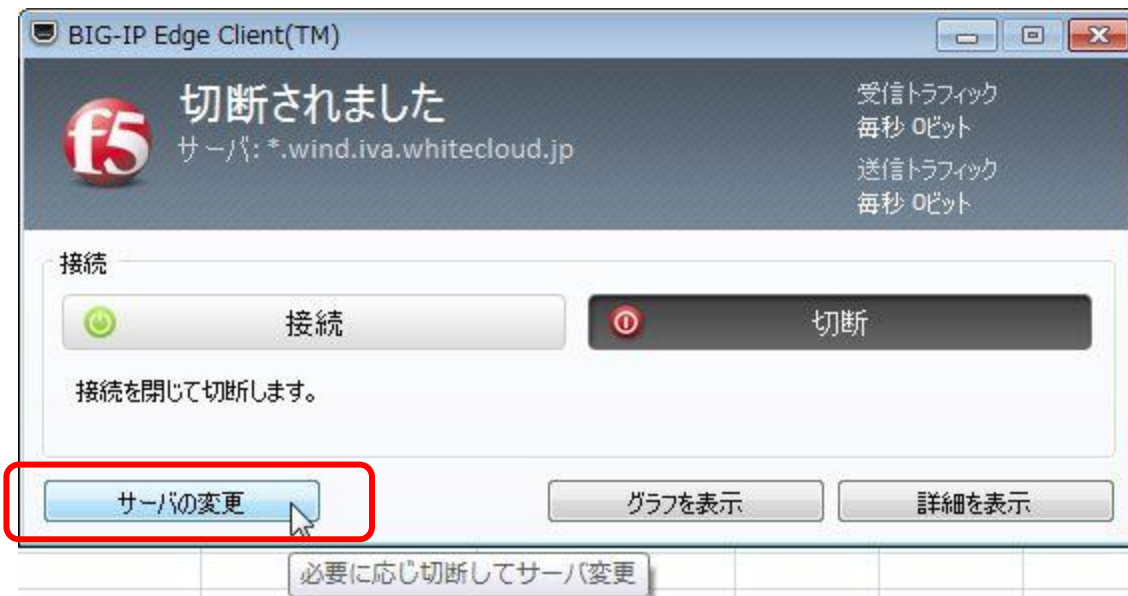 BIG-IP Edge Client(TM)
f5
切断されました
サーバ: *.wind.iva.whitecloud.jp
受信トラフィック
毎秒 0ビット
送信トラフィック
毎秒 0ビット
接続
接続
切断
接続を閉じて切断します。
サーバの変更
グラフを表示
詳細を表示
必要に応じ切断してサーバ変更